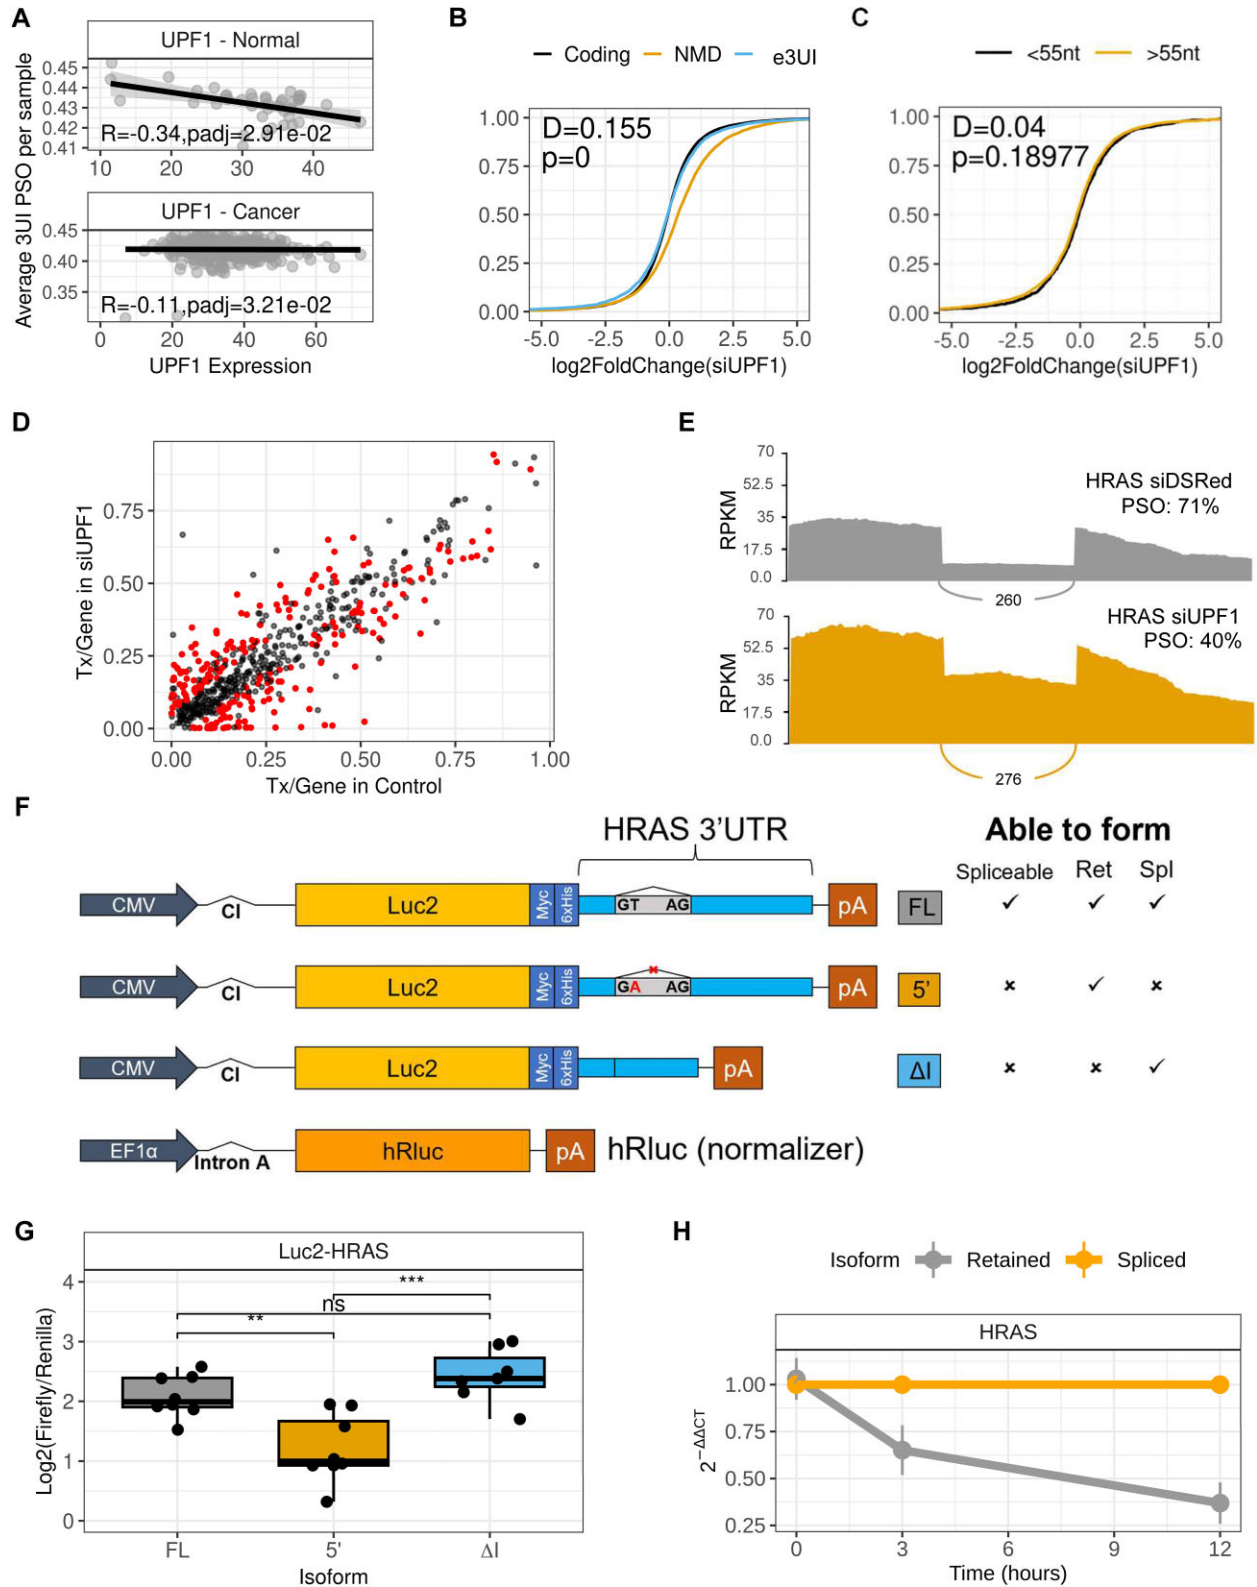 A
UPF1 - Normal
0.45
0.44
0.43
0.42
0.41
R=-0.34,padj=2.91e-02
10 20 30 40
UPF1 - Cancer
0.45
0.40
0.35
R=-0.11,padj=3.21e-02
0 20 40 60
UPF1 Expression
Average 3UI PSO per sample
B
Coding NMD e3UI
D=0.155
p=0
1.00
0.75
0.50
0.25
0.00
-5.0 -2.5 0.0 2.5 5.0
log2FoldChange(siUPF1)
C
<55nt >55nt
D=0.04
p=0.18977
1.00
0.75
0.50
0.25
0.00
-5.0 -2.5 0.0 2.5 5.0
log2FoldChange(siUPF1)
D
Tx/Gene in siUPF1
0.75
0.50
0.25
0.00
0.00 0.25 0.50 0.75 1.00
Tx/Gene in Control
E
RPKM
70
52.5
35
17.5
0.0
HRAS siDSRed
PSO: 71%
260
RPKM
70
52.5
35
17.5
0.0
HRAS siUPF1
PSO: 40%
276
F
HRAS 3'UTR
Able to form
Spliceable Ret Spl
CMV CI Luc2 Myc 6xHis GT AG pA FL ✓ ✓ ✓
CMV CI Luc2 Myc 6xHis GA AG pA 5' ✗ ✓ ✗
CMV CI Luc2 Myc 6xHis pA ΔI ✗ ✗ ✓
EF1α Intron A hRluc pA hRluc (normalizer)
G
Luc2-HRAS
***
ns
**
4
3
2
1
0
Log2(Firefly/Renilla)
FL 5' ΔI
Isoform
H
Isoform Retained Spliced
HRAS
1.00
0.75
0.50
0.25
2^−ΔΔCT
0 3 6 9 12
Time (hours)